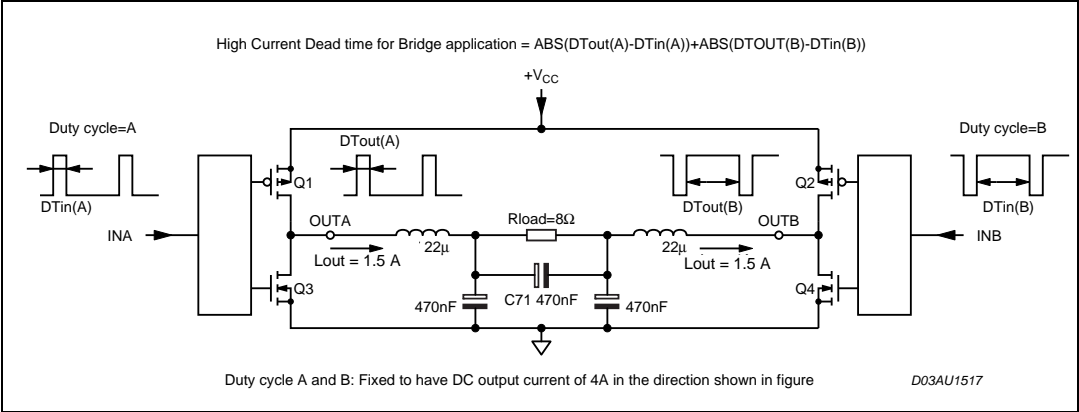 High Current Dead time for Bridge application = ABS(DTout(A)-DTin(A))+ABS(DTOUT(B)-DTin(B))
+VCC
Duty cycle=A
DTout(A)
Duty cycle=B
Q1
Q2
DTin(A)
DTout(B)
DTin(B)
OUTA
Rload=8Ω
OUTB
INA
INB
22μ
22μ
Lout = 1.5 A
Lout = 1.5 A
Q3
Q4
470nF
C71 470nF
470nF
Duty cycle A and B: Fixed to have DC output current of 4A in the direction shown in figure
D03AU1517